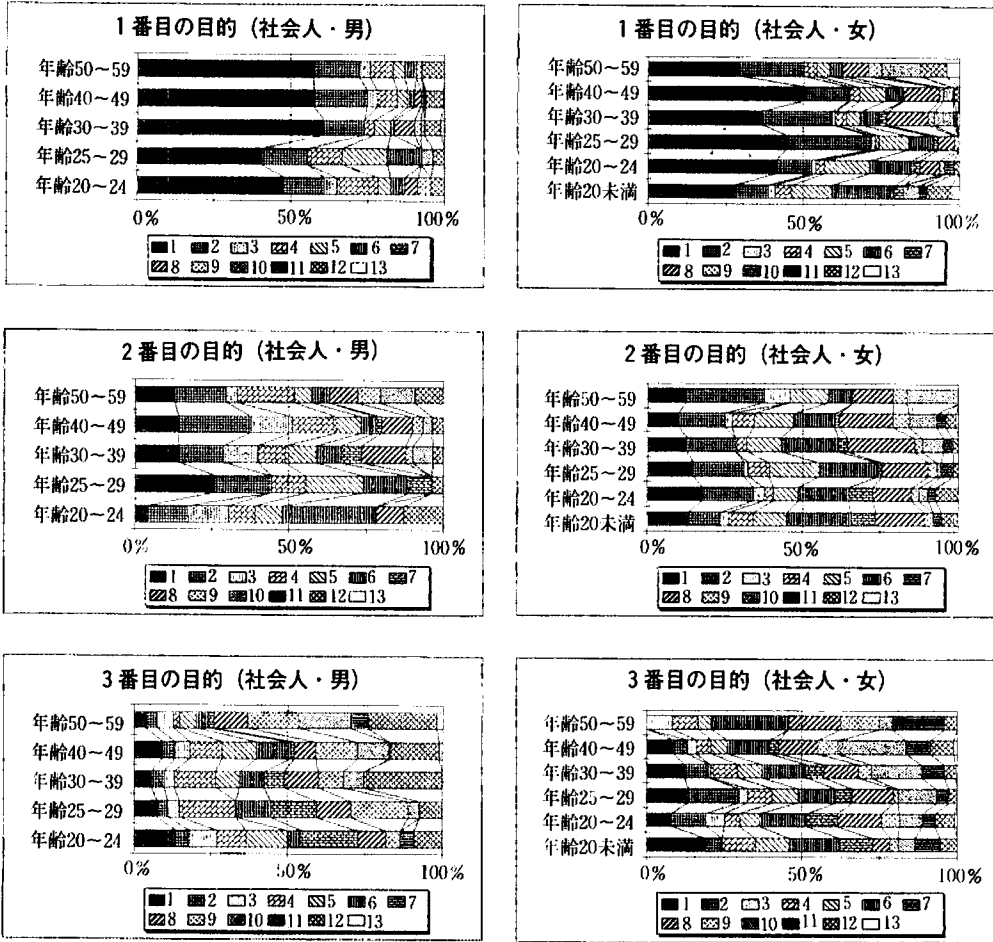 1番目の目的（社会人・男）
年齢50～59
年齢40～49
年齢30～39
年齢25～29
年齢20～24
0% 50% 100%
1 2 3 4 5 6 7
8 9 10 11 12 13
1番目の目的（社会人・女）
年齢50～59
年齢40～49
年齢30～39
年齢25～29
年齢20～24
年齢20未満
0% 50% 100%
1 2 3 4 5 6 7
8 9 10 11 12 13
2番目の目的（社会人・男）
年齢50～59
年齢40～49
年齢30～39
年齢25～29
年齢20～24
0% 50% 100%
1 2 3 4 5 6 7
8 9 10 11 12 13
2番目の目的（社会人・女）
年齢50～59
年齢40～49
年齢30～39
年齢25～29
年齢20～24
年齢20未満
0% 50% 100%
1 2 3 4 5 6 7
8 9 10 11 12 13
3番目の目的（社会人・男）
年齢50～59
年齢40～49
年齢30～39
年齢25～29
年齢20～24
0% 50% 100%
1 2 3 4 5 6 7
8 9 10 11 12 13
3番目の目的（社会人・女）
年齢50～59
年齢40～49
年齢30～39
年齢25～29
年齢20～24
年齢20未満
0% 50% 100%
1 2 3 4 5 6 7
8 9 10 11 12 13